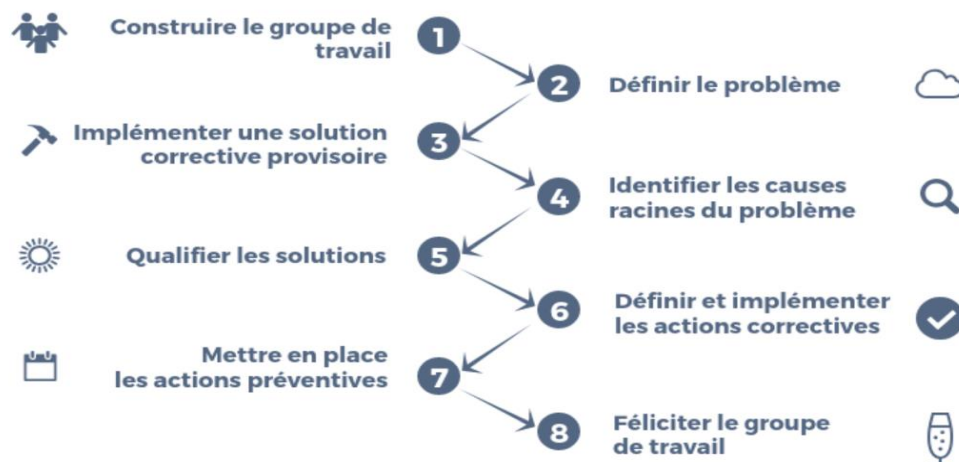 Construire le groupe de
travail
1
2
Définir le problème
Implémenter une solution
corrective provisoire
3
4
Identifier les causes
racines du problème
Qualifier les solutions
5
6
Définir et implémenter
les actions correctives
Mettre en place
les actions préventives
7
8
Féliciter le groupe
de travail